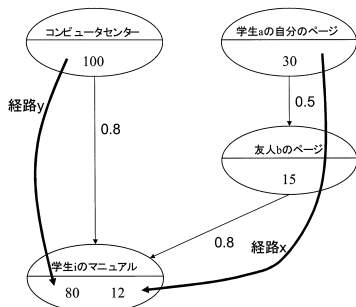 コンピュータセンター
100
学生aの自分のページ
30
経路y
0.8
0.5
友人bのページ
15
0.8
経路x
学生iのマニュアル
80 12